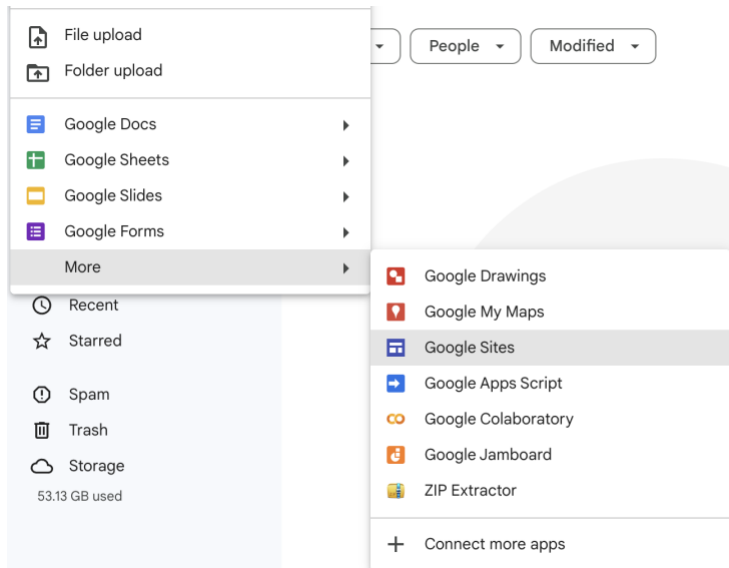 File upload
Folder upload
People
Modified
Google Docs
Google Sheets
Google Slides
Google Forms
More
Recent
Starred
Spam
Trash
Storage
53.13 GB used
Google Drawings
Google My Maps
Google Sites
Google Apps Script
Google Colaboratory
Google Jamboard
ZIP Extractor
Connect more apps